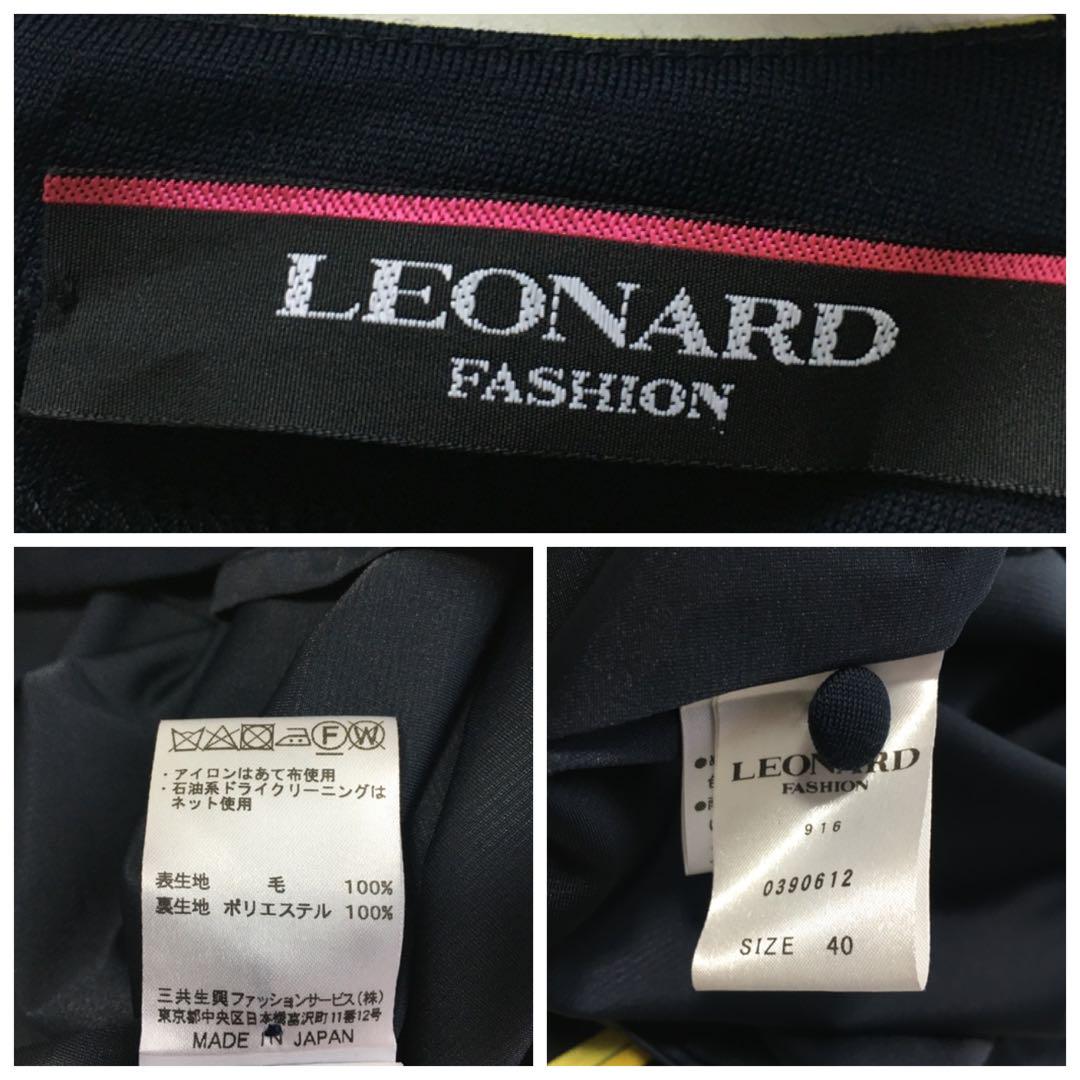 LEONARD
FASHION
・アイロンはあて布使用
・石油系ドライクリーニングは
ネット使用
表生地 毛 100%
裏生地 ポリエステル 100%
三共生興ファッションサービス(株)
東京都中央区日本橋富沢町11番12号
MADE IN JAPAN
LEONARD
FASHION
916
0390612
SIZE 40